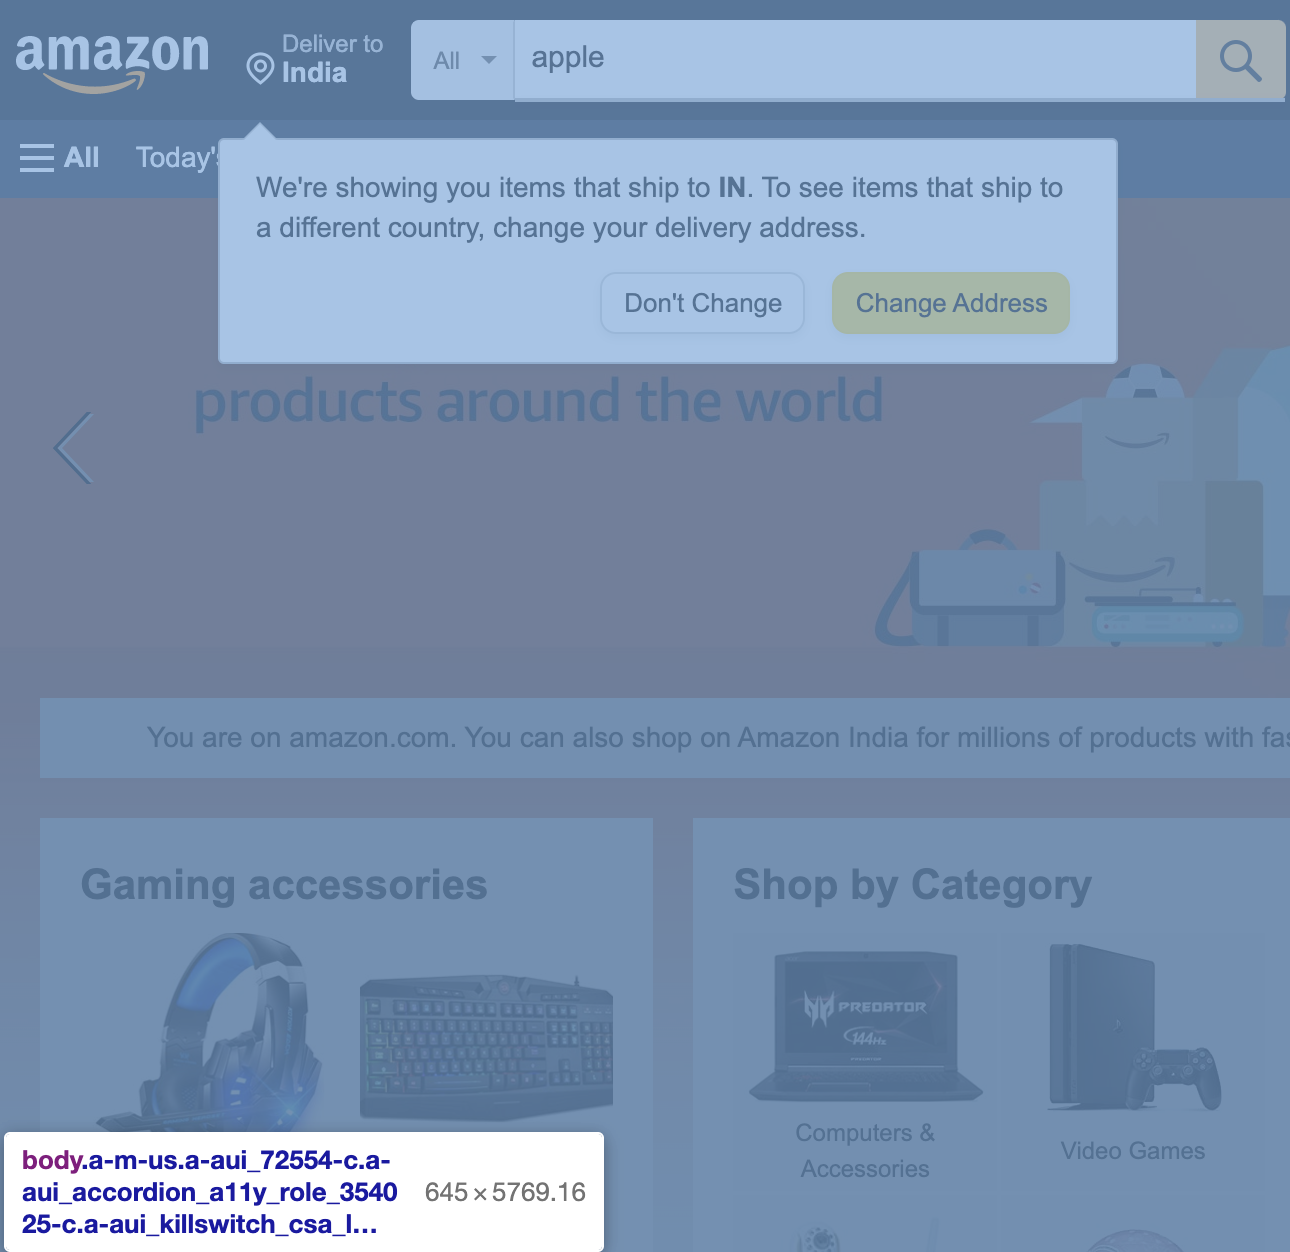 amazon
Deliver to
India
All
apple
All
Today's
We're showing you items that ship to IN. To see items that ship to
a different country, change your delivery address.
Don't Change
Change Address
products around the world
You are on amazon.com. You can also shop on Amazon India for millions of products with fas
Gaming accessories
Shop by Category
PREDATOR
144Hz
Computers &
Accessories
Video Games
body.a-m-us.a-aui_72554-c.a-
aui_accordion_a11y_role_3540
25-c.a-aui_killswitch_csa_l...
645 × 5769.16